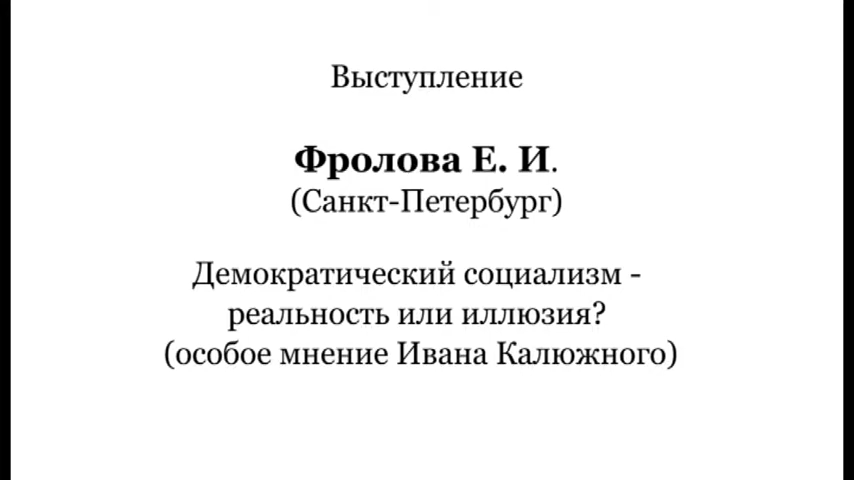 Выступление
Фролова Е. И.
(Санкт-Петербург)
Демократический социализм -
реальность или иллюзия?
(особое мнение Ивана Калюжного)